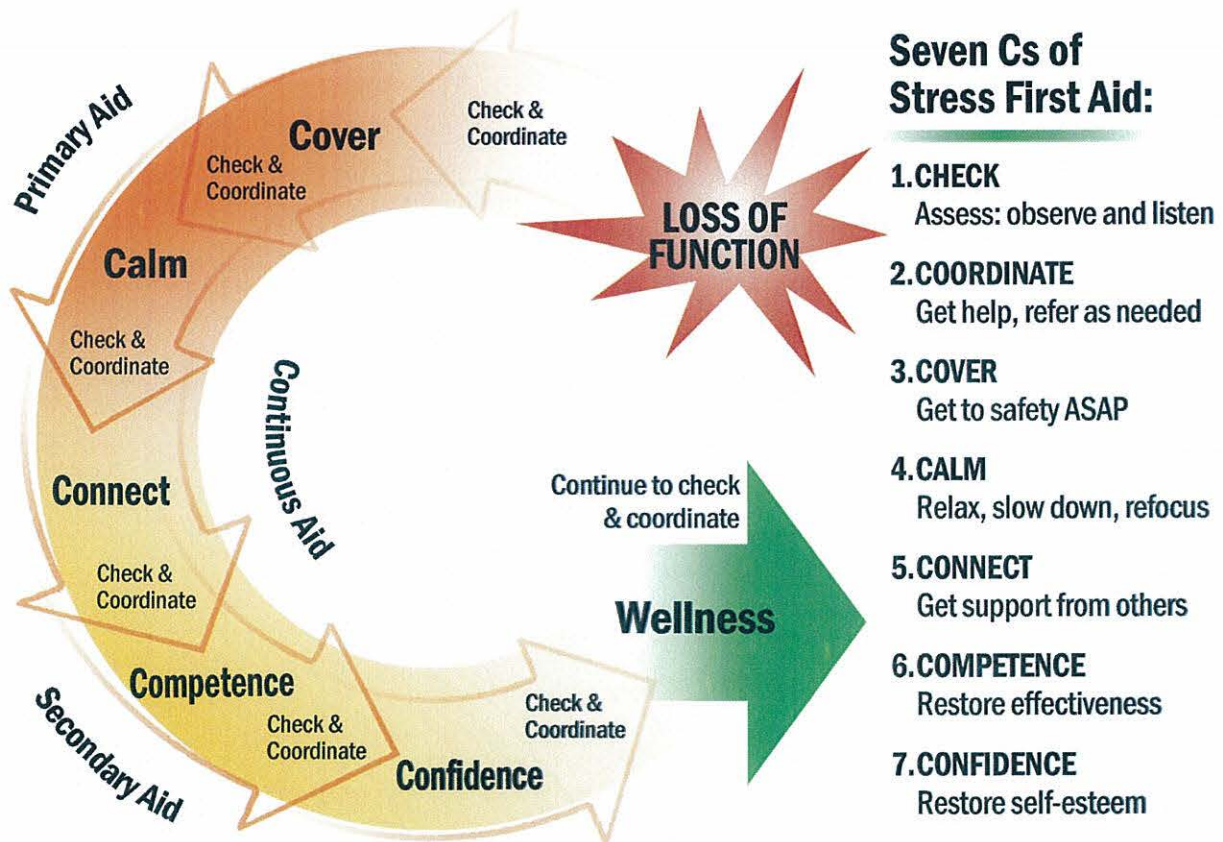 Primary Aid
Cover
Check &
Coordinate
Check &
Coordinate
Calm
Check &
Coordinate
Continuous Aid
Connect
Check &
Coordinate
Competence
Check &
Coordinate
Secondary Aid
Confidence
Check &
Coordinate
LOSS OF
FUNCTION
Continue to check
& coordinate
Wellness
Seven Cs of
Stress First Aid:
1. CHECK
Assess: observe and listen
2. COORDINATE
Get help, refer as needed
3. COVER
Get to safety ASAP
4. CALM
Relax, slow down, refocus
5. CONNECT
Get support from others
6. COMPETENCE
Restore effectiveness
7. CONFIDENCE
Restore self-esteem